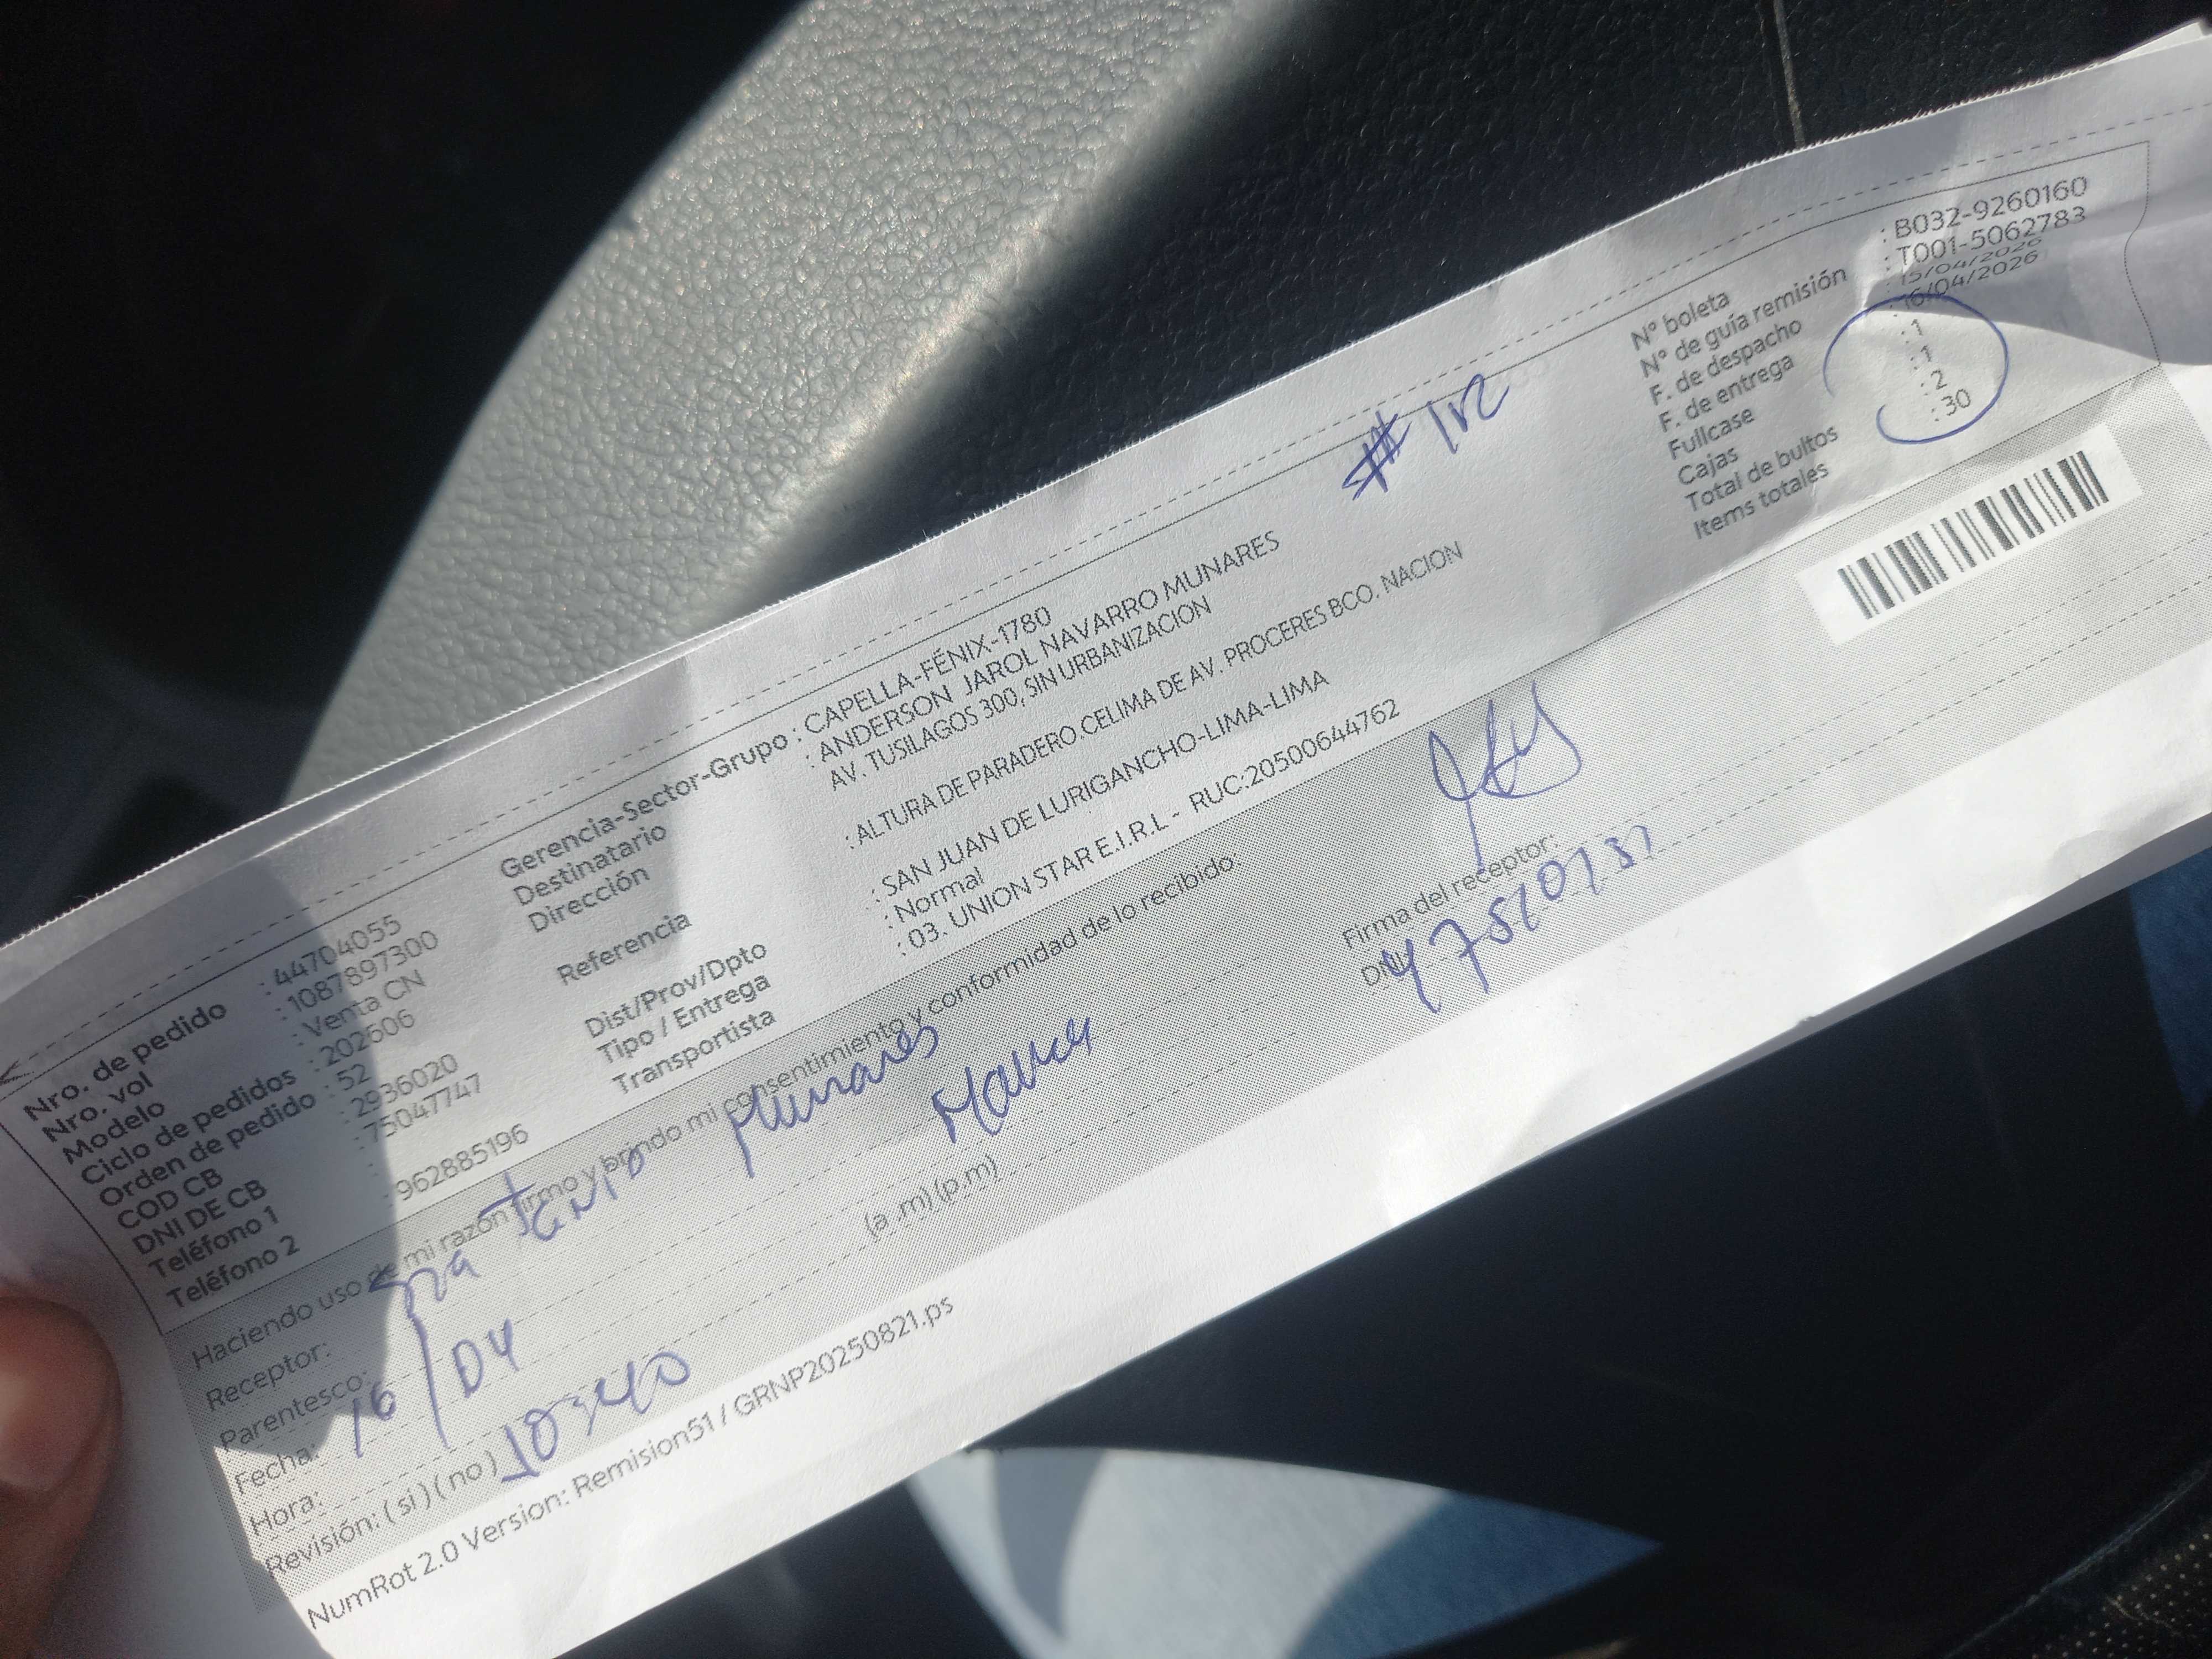 Nro. de pedido : 44704055
Nro. vol : 1087897300
Modelo : Venta CN
Ciclo de pedidos : 202606
Orden de pedido : 52
COD CB : 2936020
DNI DE CB : 75047747
Teléfono 1 :
Teléfono 2 : 962885196
Gerencia-Sector-Grupo : CAPELLA-FÉNIX-1780
Destinatario : ANDERSON JAROL NAVARRO MUNARES
Dirección : AV. TUSILAGOS 300, SIN URBANIZACION
Referencia : ALTURA DE PARADERO.CELIMA DE AV. PROCERES BCO. NACION
Dist/Prov/Dpto : SAN JUAN DE LURIGANCHO-LIMA-LIMA
Tipo / Entrega : Normal
Transportista : 03. UNION STAR E.I.R.L - RUC:20500644762
N° boleta : B032-9260160
N° de guía remisión : T001-5062783
F. de despacho : 15/04/2026
F. de entrega : 16/04/2026
Fullcase : 1
Cajas : 1
Total de bultos : 2
Items totales : 30
Haciendo uso de mi razón firmo y brindo mi consentimiento y conformidad de lo recibido
Receptor: Munares
Parentesco:
Fecha: 16/04
Hora: 10:40 (a .m) (p.m)
Revisión: ( si ) ( no )
Firma del receptor:
DNI:
NumRot 2.0 Version: Remision51 / GRNP20250821.ps